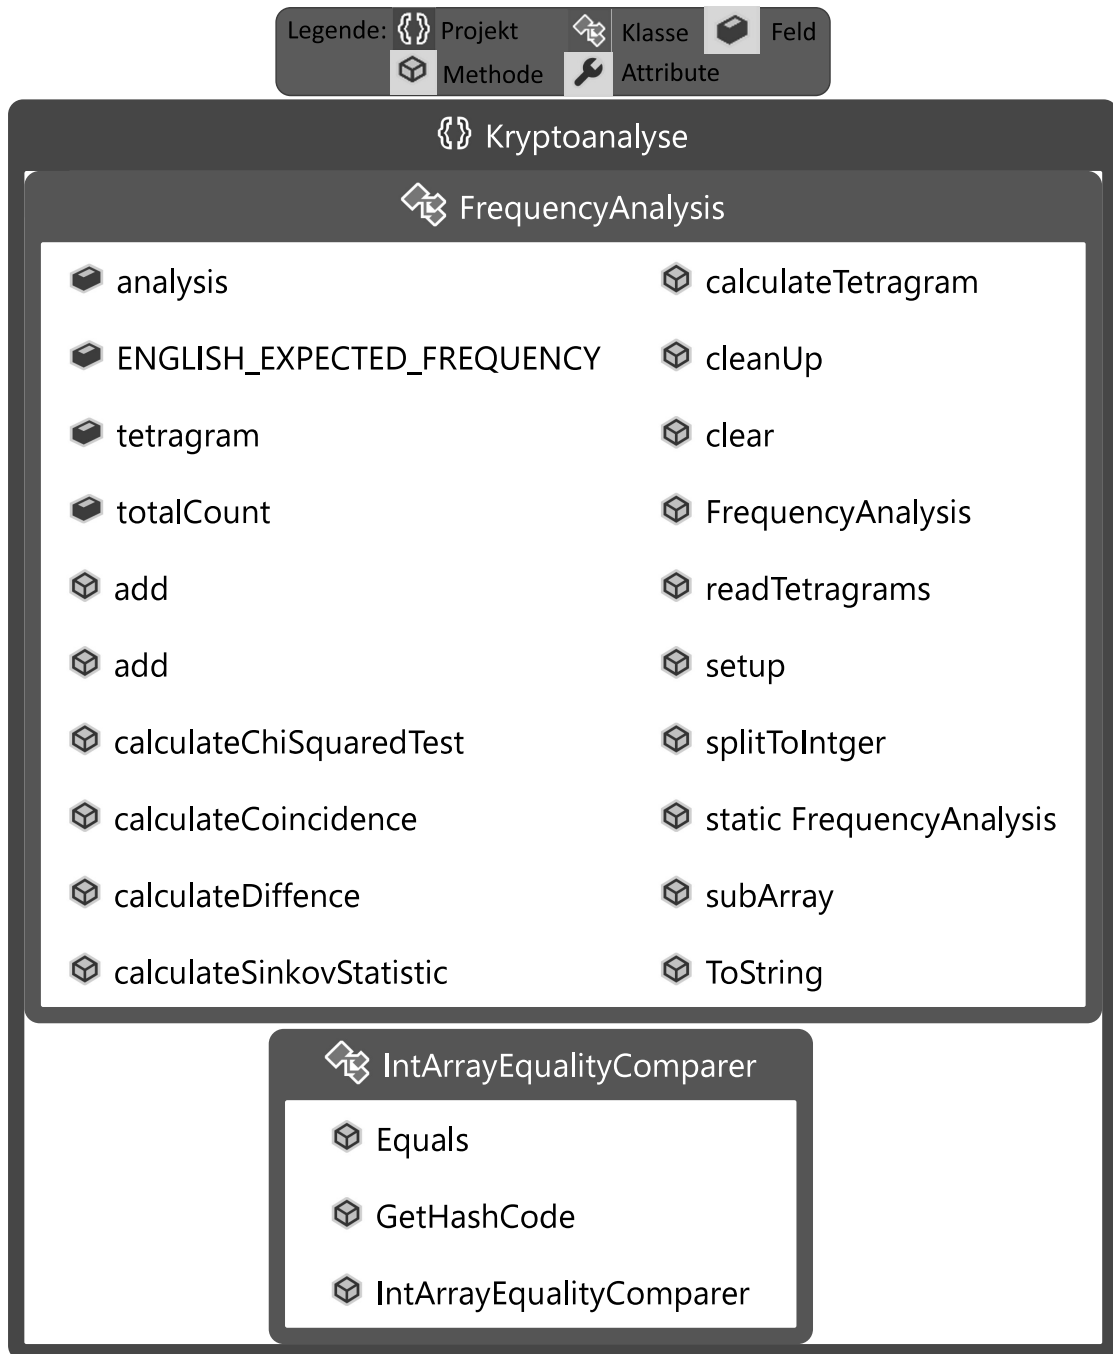 Legende: Projekt Klasse Feld
Methode Attribute
Kryptoanalyse
FrequencyAnalysis
analysis
ENGLISH_EXPECTED_FREQUENCY
tetragram
totalCount
add
add
calculateChiSquaredTest
calculateCoincidence
calculateDiffence
calculateSinkovStatistic
calculateTetragram
cleanUp
clear
FrequencyAnalysis
readTetragrams
setup
splitToIntger
static FrequencyAnalysis
subArray
ToString
IntArrayEqualityComparer
Equals
GetHashCode
IntArrayEqualityComparer